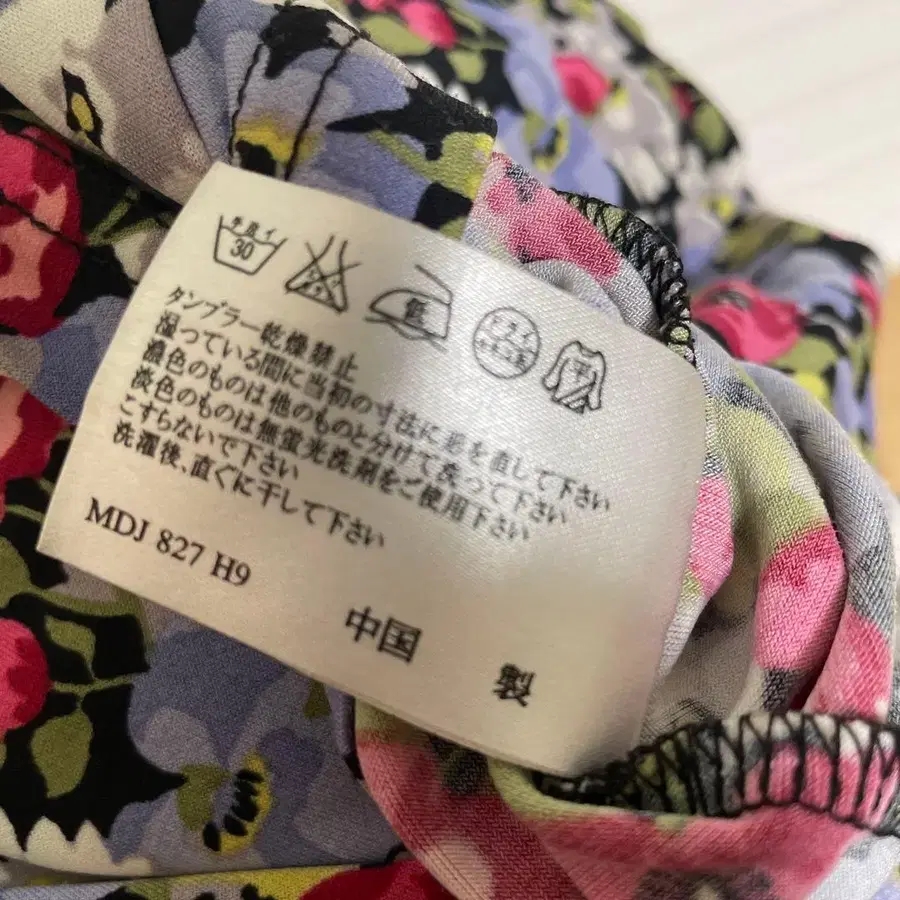 手洗イ
30
低
平
タンブラー乾燥禁止
湿っている間に当初の寸法に形を直して下さい
濃色のものは他のものと分けて洗って下さい
淡色のものは無蛍光洗剤をご使用下さい
こすらないで下さい
洗濯後、直ぐに干して下さい
MDJ 827 H9
中国 製